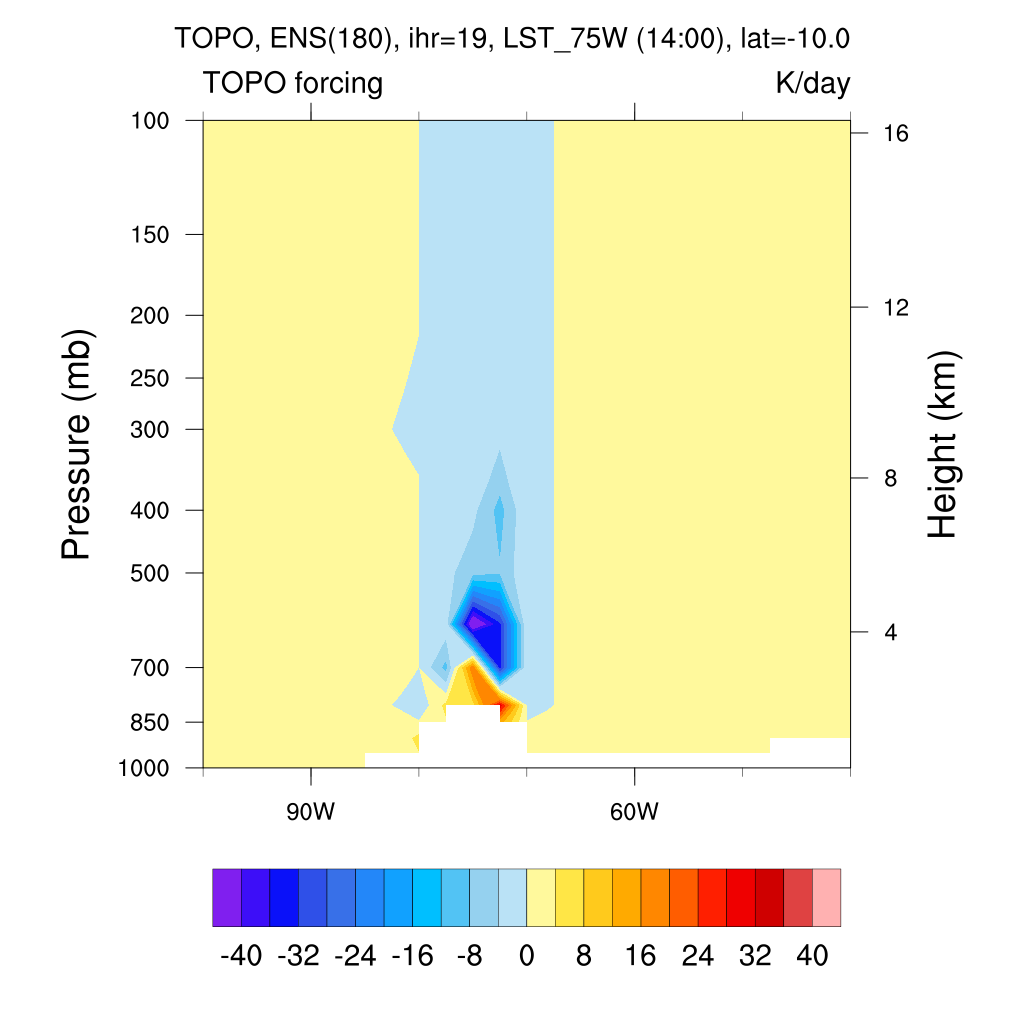 TOPO, ENS(180), ihr=19, LST_75W (14:00), lat=-10.0
TOPO forcing K/day
100
150
200
250
300
400
500
700
850
1000
Pressure (mb)
16
12
8
4
Height (km)
90W 60W
-40 -32 -24 -16 -8 0 8 16 24 32 40